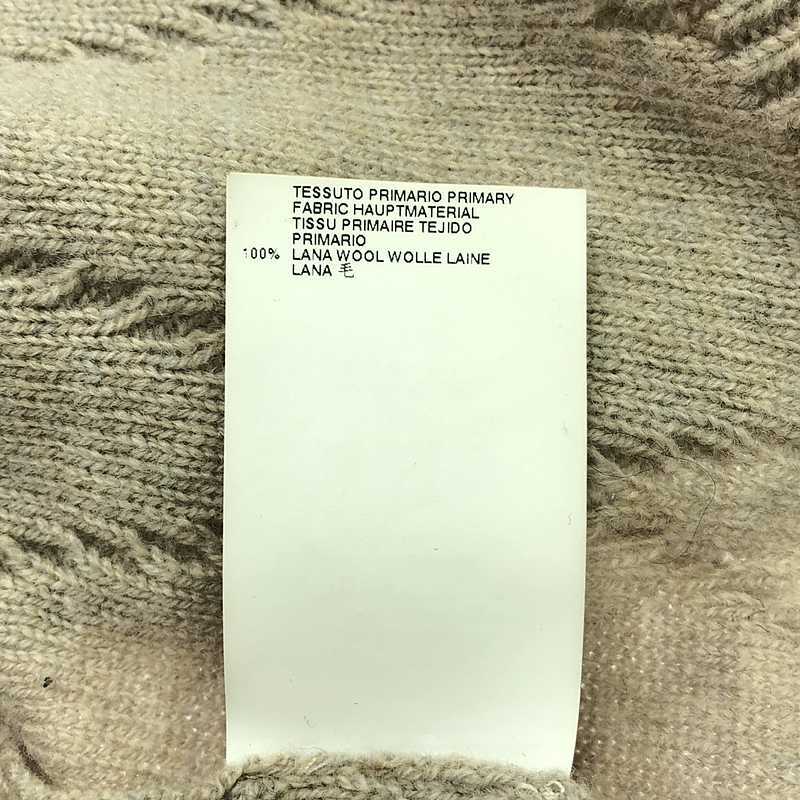 TESSUTO PRIMARIO PRIMARY
FABRIC HAUPTMATERIAL
TISSU PRIMAIRE TEJIDO
PRIMARIO
100% LANA WOOL WOLLE LAINE
LANA 毛